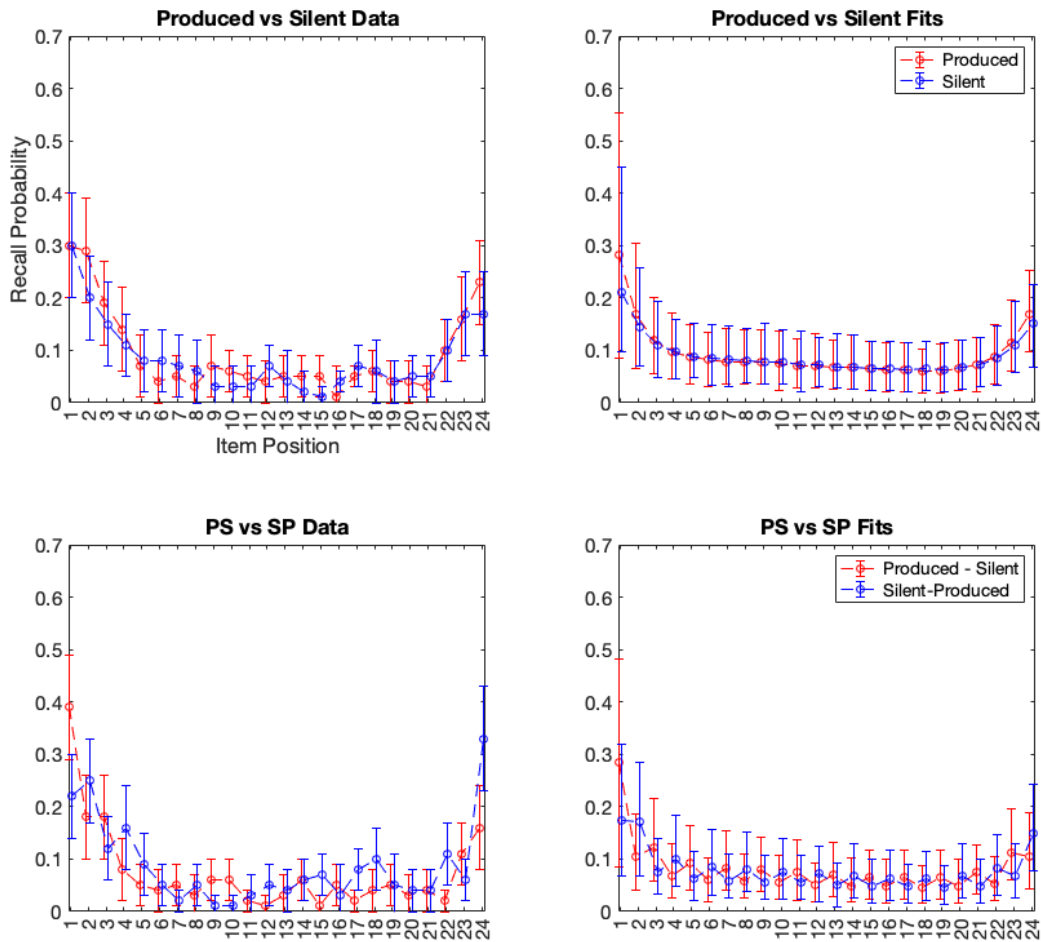 Produced vs Silent Data
0.7
0.6
0.5
0.4
0.3
0.2
0.1
0
Recall Probability
1 2 3 4 5 6 7 8 9 10 11 12 13 14 15 16 17 18 19 20 21 22 23 24
Item Position
Produced vs Silent Fits
0.7
0.6
0.5
0.4
0.3
0.2
0.1
0
Produced
Silent
1 2 3 4 5 6 7 8 9 10 11 12 13 14 15 16 17 18 19 20 21 22 23 24
PS vs SP Data
0.7
0.6
0.5
0.4
0.3
0.2
0.1
0
1 2 3 4 5 6 7 8 9 10 11 12 13 14 15 16 17 18 19 20 21 22 23 24
PS vs SP Fits
0.7
0.6
0.5
0.4
0.3
0.2
0.1
0
Produced - Silent
Silent-Produced
1 2 3 4 5 6 7 8 9 10 11 12 13 14 15 16 17 18 19 20 21 22 23 24